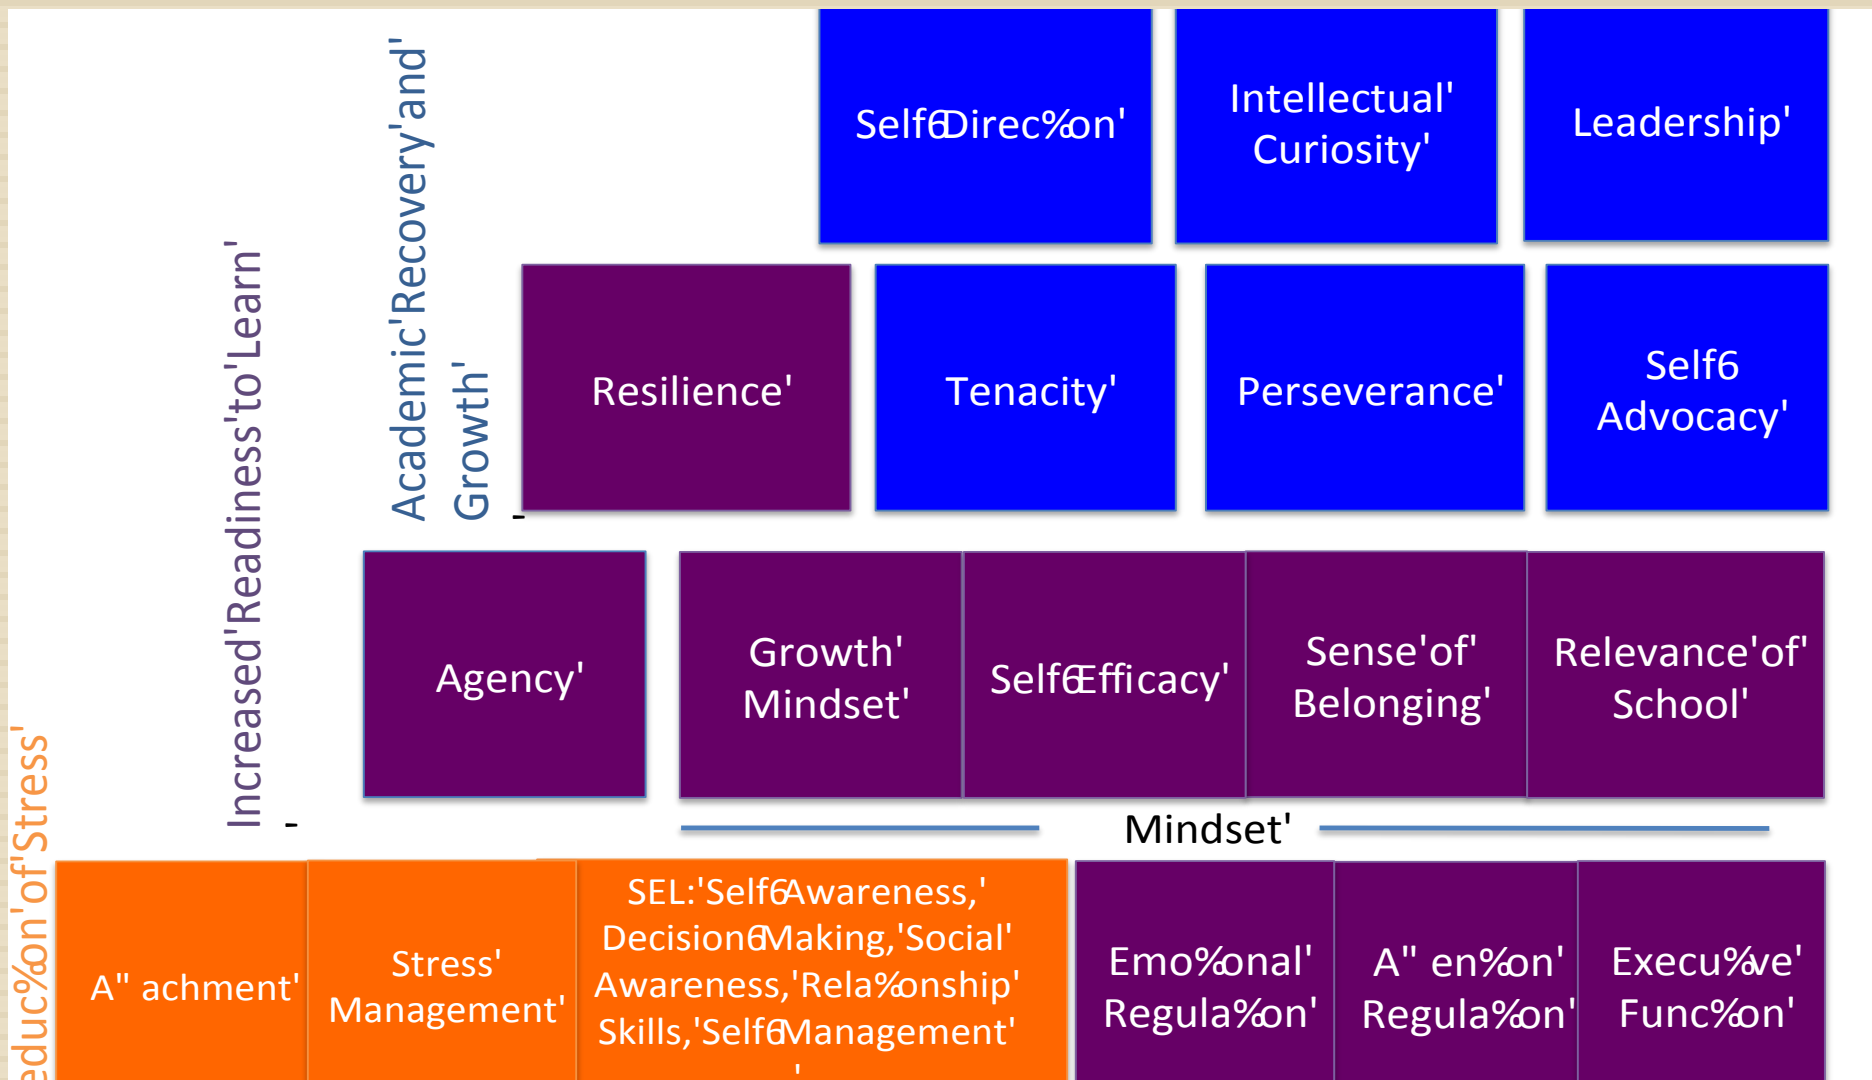 Academic'Recovery'and'
Growth'
-
Increased'Readiness'to'Learn'
-
educ%on'of'Stress'
Self6Direc%on'
Intellectual'
Curiosity'
Leadership'
Resilience'
Tenacity'
Perseverance'
Self6
Advocacy'
Agency'
Growth'
Mindset'
Self6Efficacy'
Sense'of'
Belonging'
Relevance'of'
School'
Mindset'
A" achment'
Stress'
Management'
SEL:'Self6Awareness,'
Decision6Making,'Social'
Awareness,'Rela%onship'
Skills,'Self6Management'
'
Emo%onal'
Regula%on'
A" en%on'
Regula%on'
Execu%ve'
Func%on'